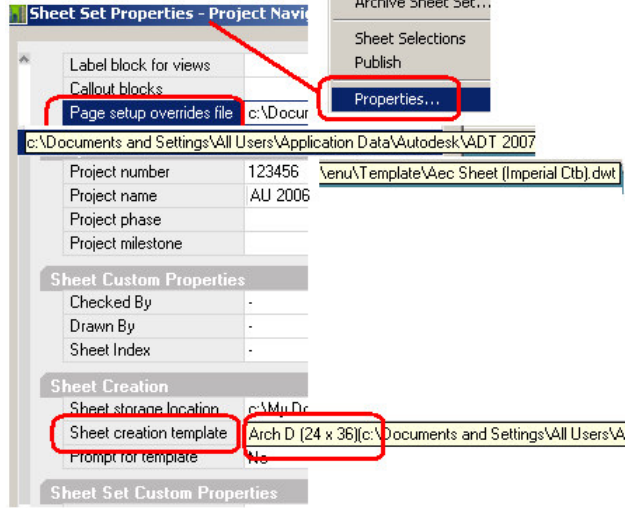 Sheet Set Properties - Project Navi
Archive Sheet Set...
Sheet Selections
Publish
Properties...
Label block for views
Callout blocks
Page setup overrides file c:\Docur
c:\Documents and Settings\All Users\Application Data\Autodesk\ADT 2007
\enu\Template\Aec Sheet (Imperial Ctb).dwt
Project number 123456
Project name AU 2006
Project phase
Project milestone
Sheet Custom Properties
Checked By -
Drawn By -
Sheet Index -
Sheet Creation
Sheet storage location c:\My Do
Sheet creation template Arch D (24 x 36)(c:\Documents and Settings\All Users\A
Prompt for template No
Sheet Set Custom Properties